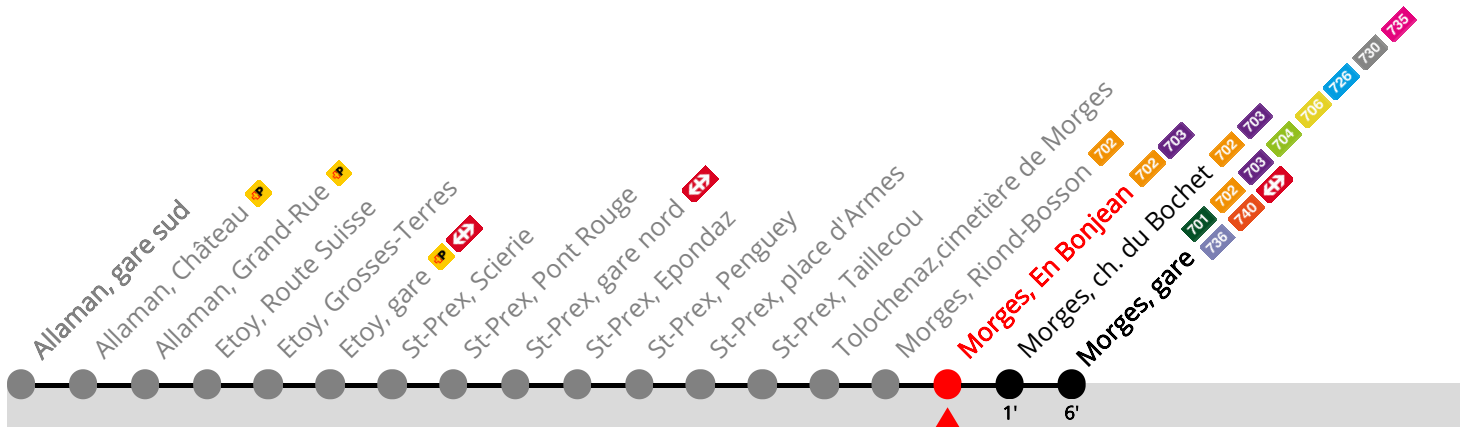 Allaman, gare sud
Allaman, Château P
Allaman, Grand-Rue P
Etoy, Route Suisse
Etoy, Grosses-Terres
Etoy, gare P
St-Prex, Scierie
St-Prex, Pont Rouge
St-Prex, gare nord
St-Prex, Epondaz
St-Prex, Penguey
St-Prex, place d'Armes
St-Prex, Taillecou
Tolochenaz,cimetière de Morges
Morges, Riond-Bosson 702
Morges, En Bonjean 702 703
Morges, ch. du Bochet 702 703
Morges, gare
701 702 703 704 706 726 730 735
736 740
1'
6'